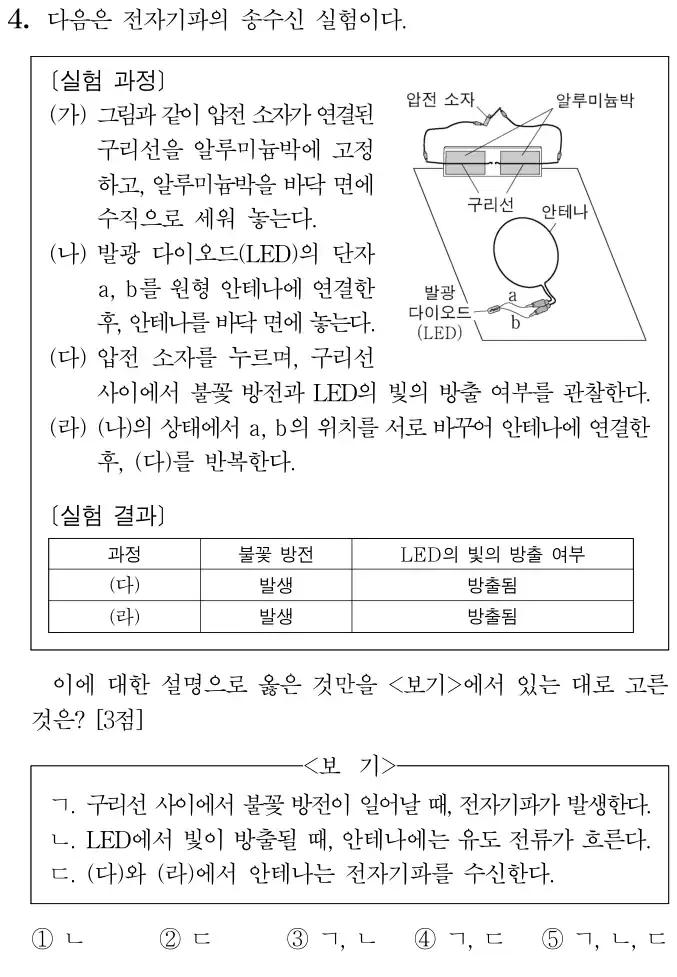 4. 다음은 전자기파의 송수신 실험이다.
〔실험 과정〕
(가) 그림과 같이 압전 소자가 연결된
구리선을 알루미늄박에 고정
하고, 알루미늄박을 바닥 면에
수직으로 세워 놓는다.
(나) 발광 다이오드(LED)의 단자
a, b를 원형 안테나에 연결한
후, 안테나를 바닥 면에 놓는다.
(다) 압전 소자를 누르며, 구리선
사이에서 불꽃 방전과 LED의 빛의 방출 여부를 관찰한다.
(라) (나)의 상태에서 a, b의 위치를 서로 바꾸어 안테나에 연결한
후, (다)를 반복한다.
압전 소자
알루미늄박
구리선
안테나
발광
다이오드
(LED)
a
b
〔실험 결과〕
과정 불꽃 방전 LED의 빛의 방출 여부
(다) 발생 방출됨
(라) 발생 방출됨
이에 대한 설명으로 옳은 것만을 <보기>에서 있는 대로 고른
것은? [3점]
<보 기>
ㄱ. 구리선 사이에서 불꽃 방전이 일어날 때, 전자기파가 발생한다.
ㄴ. LED에서 빛이 방출될 때, 안테나에는 유도 전류가 흐른다.
ㄷ. (다)와 (라)에서 안테나는 전자기파를 수신한다.
① ㄴ ② ㄷ ③ ㄱ, ㄴ ④ ㄱ, ㄷ ⑤ ㄱ, ㄴ, ㄷ